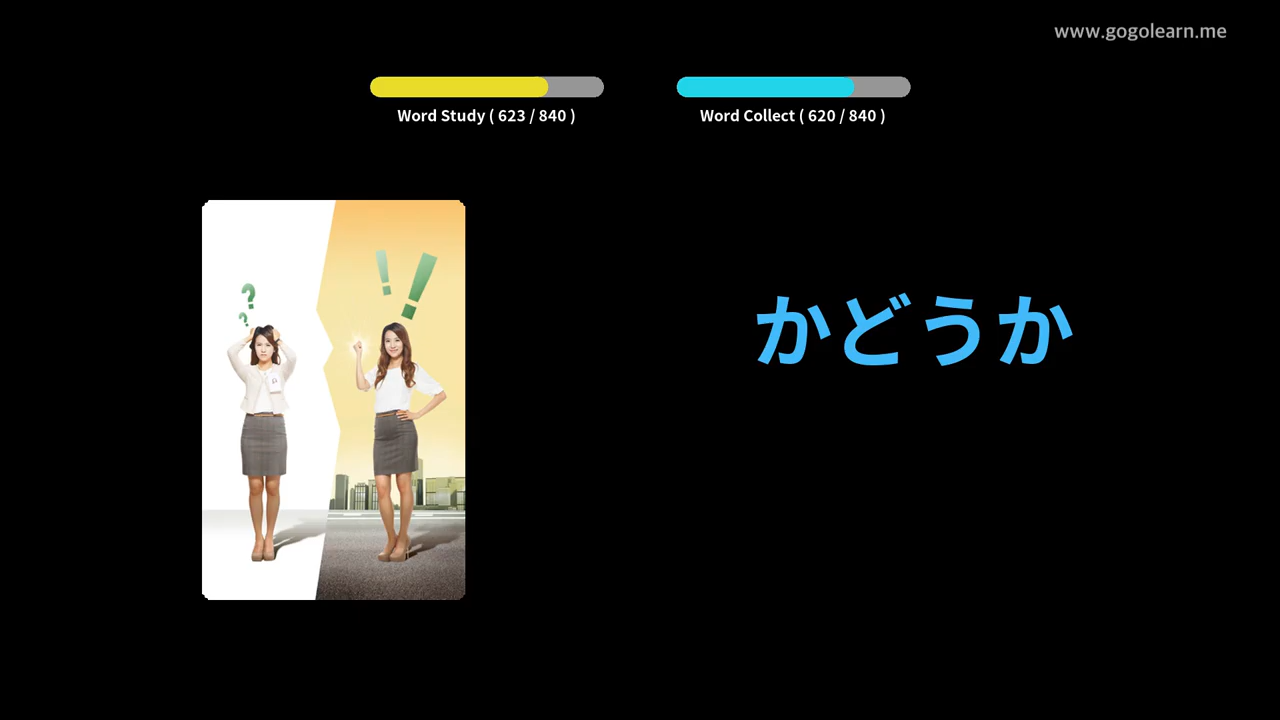 www.gogolearn.me
Word Study ( 623 / 840 )
Word Collect ( 620 / 840 )
? ! !
?
かどうか